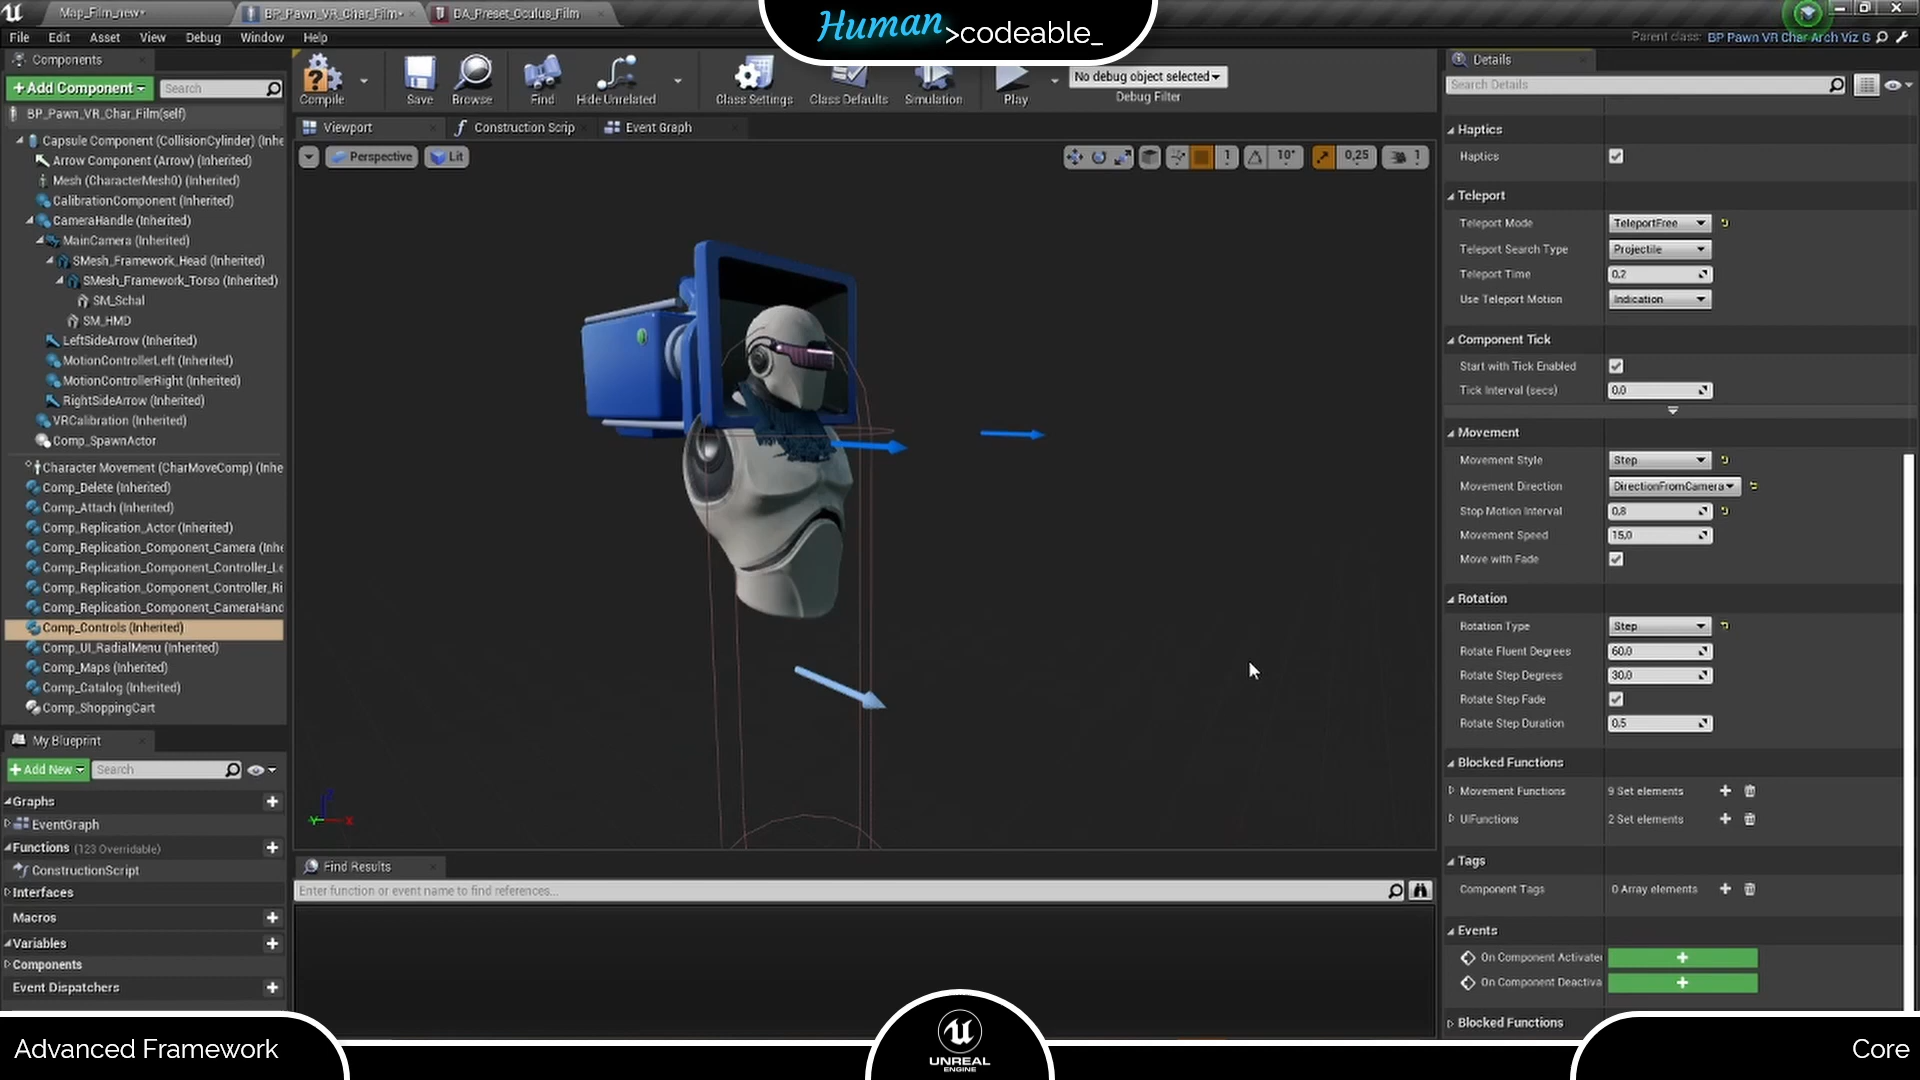 Map_Film_new*
BP_Pawn_VR_Char_Film*
DA_Preset_Oculus_Film
Human >codeable_
File Edit Asset View Debug Window Help
Parent class: BP Pawn VR Char Arch Viz G
Components
+Add Component
Search
BP_Pawn_VR_Char_Film(self)
Capsule Component (CollisionCylinder) (Inhe
Arrow Component (Arrow) (Inherited)
Mesh (CharacterMesh0) (Inherited)
CalibrationComponent (Inherited)
CameraHandle (Inherited)
MainCamera (Inherited)
SMesh_Framework_Head (Inherited)
SMesh_Framework_Torso (Inherited)
SM_Schal
SM_HMD
LeftSideArrow (Inherited)
MotionControllerLeft (Inherited)
MotionControllerRight (Inherited)
RightSideArrow (Inherited)
VRCalibration (Inherited)
Comp_SpawnActor
Character Movement (CharMoveComp) (Inhe
Comp_Delete (Inherited)
Comp_Attach (Inherited)
Comp_Replication_Actor (Inherited)
Comp_Replication_Component_Camera (Inhe
Comp_Replication_Component_Controller_Le
Comp_Replication_Component_Controller_Ri
Comp_Replication_Component_CameraHand
Comp_Controls (Inherited)
Comp_UI_RadialMenu (Inherited)
Comp_Maps (Inherited)
Comp_Catalog (Inherited)
Comp_ShoppingCart
My Blueprint
+Add New
Search
Graphs
EventGraph
Functions (123 Overridable)
ConstructionScript
Interfaces
Macros
Variables
Components
Event Dispatchers
Compile
Save
Browse
Find
Hide Unrelated
Class Settings
Class Defaults
Simulation
Play
No debug object selected
Debug Filter
Viewport
Construction Scrip
Event Graph
Perspective
Lit
1
10°
0,25
1
Y
X
Find Results
Enter function or event name to find references...
Details
Search Details
Haptics
Haptics
Teleport
Teleport Mode TeleportFree
Teleport Search Type Projectile
Teleport Time 0,2
Use Teleport Motion Indication
Component Tick
Start with Tick Enabled
Tick Interval (secs) 0,0
Movement
Movement Style Step
Movement Direction DirectionFromCamera
Stop Motion Interval 0,8
Movement Speed 15,0
Move with Fade
Rotation
Rotation Type Step
Rotate Fluent Degrees 60,0
Rotate Step Degrees 30,0
Rotate Step Fade
Rotate Step Duration 0,5
Blocked Functions
Movement Functions 9 Set elements
UIFunctions 2 Set elements
Tags
Component Tags 0 Array elements
Events
On Component Activate
On Component Deactiva
Blocked Functions
Advanced Framework
UNREAL
ENGINE
Core